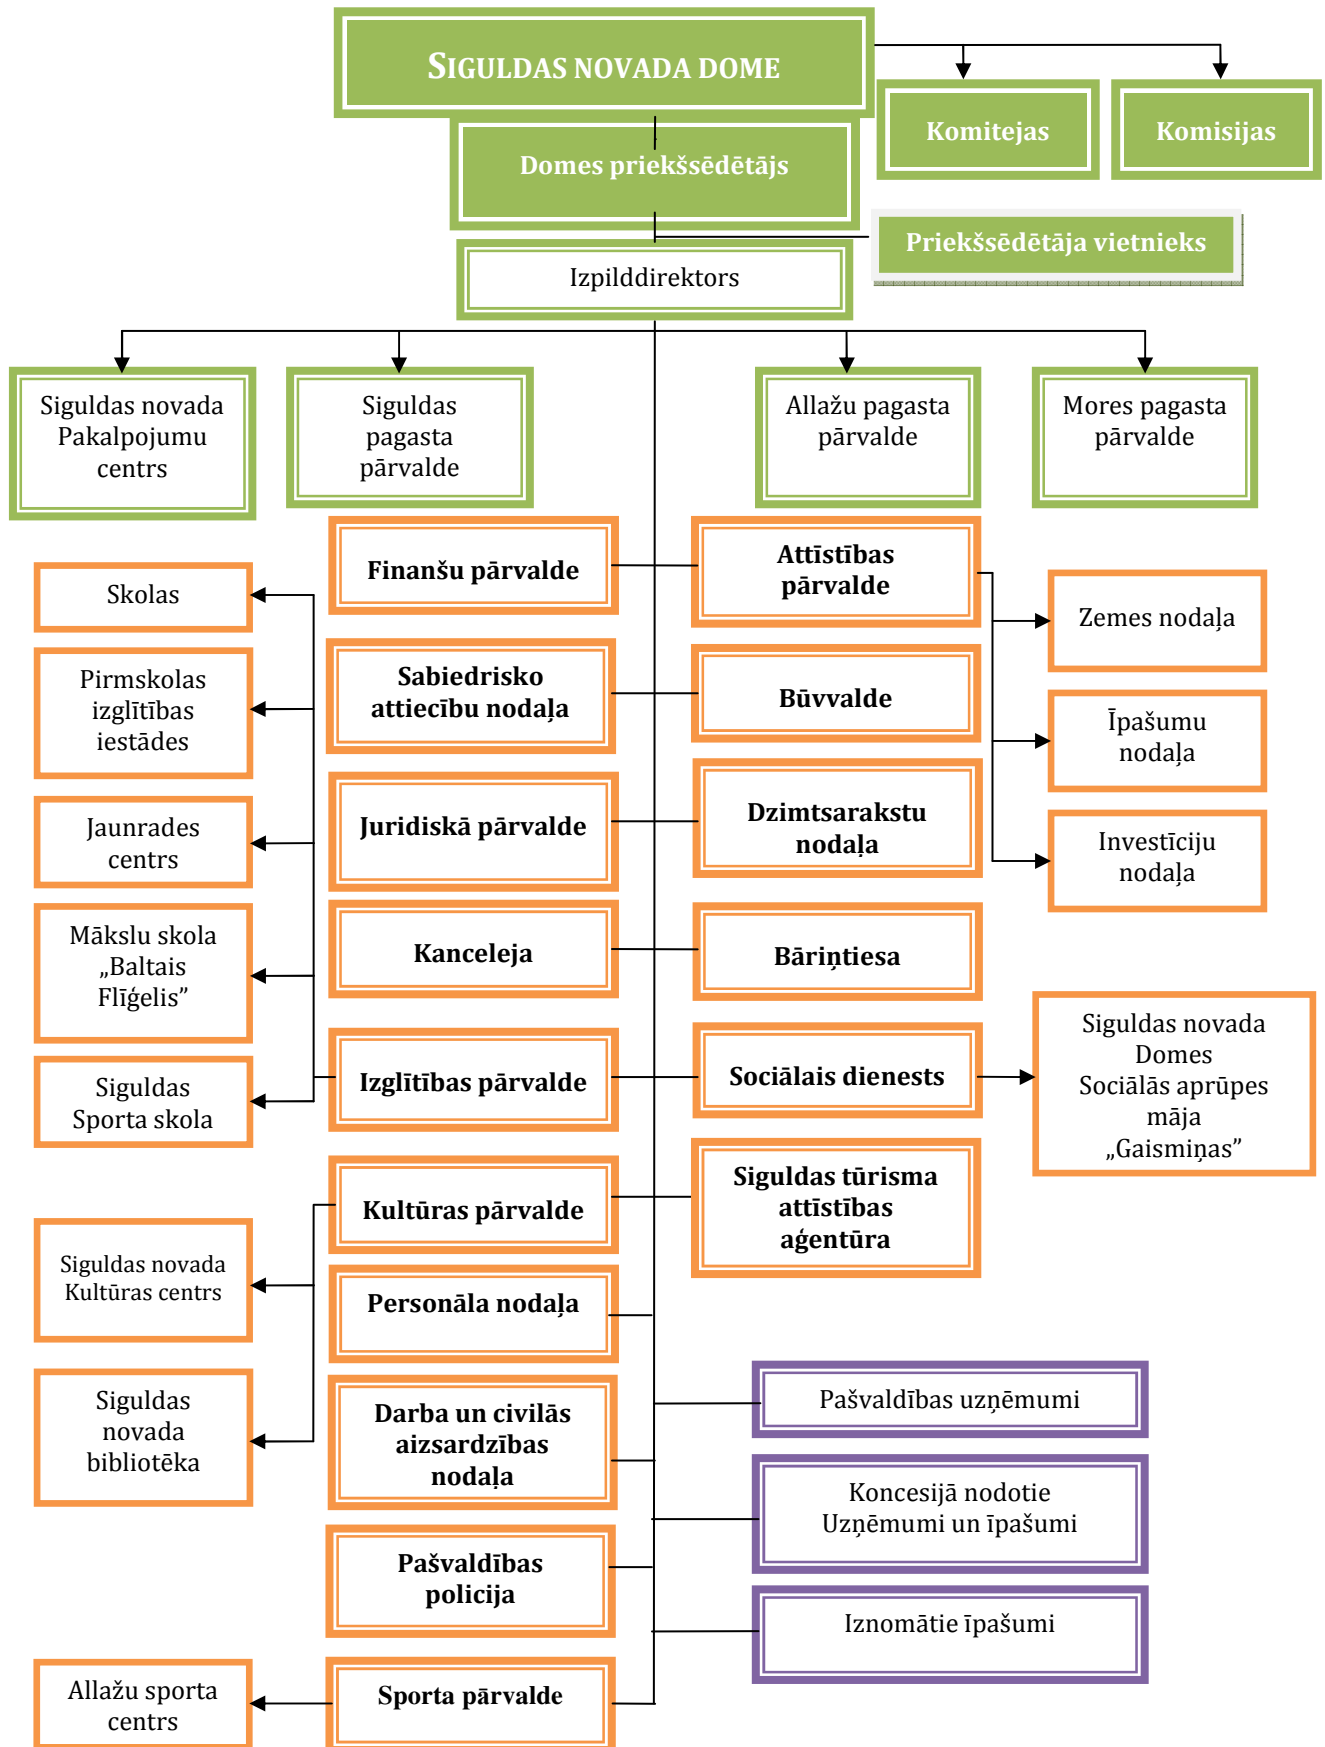 SIGULDAS NOVADA DOME
Komitejas
Komisijas
Domes priekšsēdētājs
Priekšsēdētāja vietnieks
Izpilddirektors
Siguldas novada
Pakalpojumu
centrs
Siguldas
pagasta
pārvalde
Allažu pagasta
pārvalde
Mores pagasta
pārvalde
Finanšu pārvalde
Attīstības
pārvalde
Skolas
Zemes nodaļa
Pirmskolas
izglītības
iestādes
Sabiedrisko
attiecību nodaļa
Būvvalde
Īpašumu
nodaļa
Jaunrades
centrs
Juridiskā pārvalde
Dzimtsarakstu
nodaļa
Investīciju
nodaļa
Mākslu skola
„Baltais
Flīģelis”
Kanceleja
Bāriņtiesa
Siguldas
Sporta skola
Izglītības pārvalde
Sociālais dienests
Siguldas novada
Domes
Sociālās aprūpes
māja
„Gaismiņas”
Kultūras pārvalde
Siguldas tūrisma
attīstības
aģentūra
Siguldas novada
Kultūras centrs
Personāla nodaļa
Siguldas
novada
bibliotēka
Darba un civilās
aizsardzības
nodaļa
Pašvaldības uzņēmumi
Koncesijā nodotie
Uzņēmumi un īpašumi
Pašvaldības
policija
Iznomātie īpašumi
Allažu sporta
centrs
Sporta pārvalde